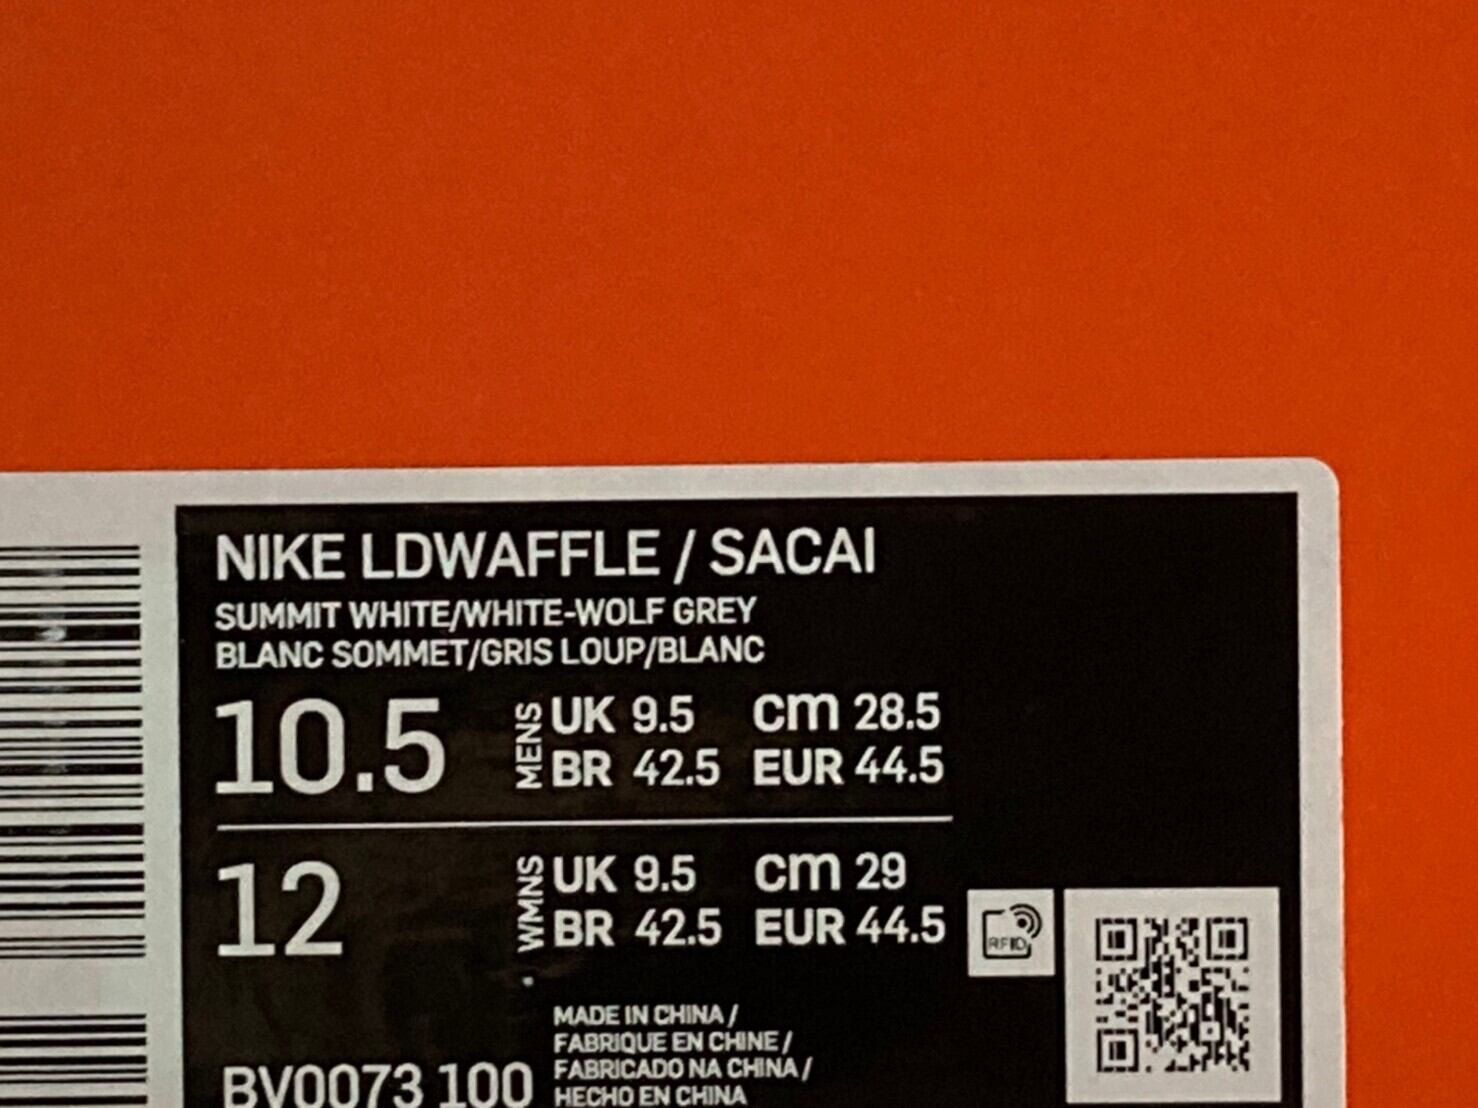 NIKE LDWAFFLE / SACAI
SUMMIT WHITE/WHITE-WOLF GREY
BLANC SOMMET/GRIS LOUP/BLANC
10.5 MENS UK 9.5 cm 28.5
BR 42.5 EUR 44.5
12 WMNS UK 9.5 cm 29
BR 42.5 EUR 44.5
RFID
MADE IN CHINA /
FABRIQUE EN CHINE /
FABRICADO NA CHINA /
HECHO EN CHINA
BV0073 100